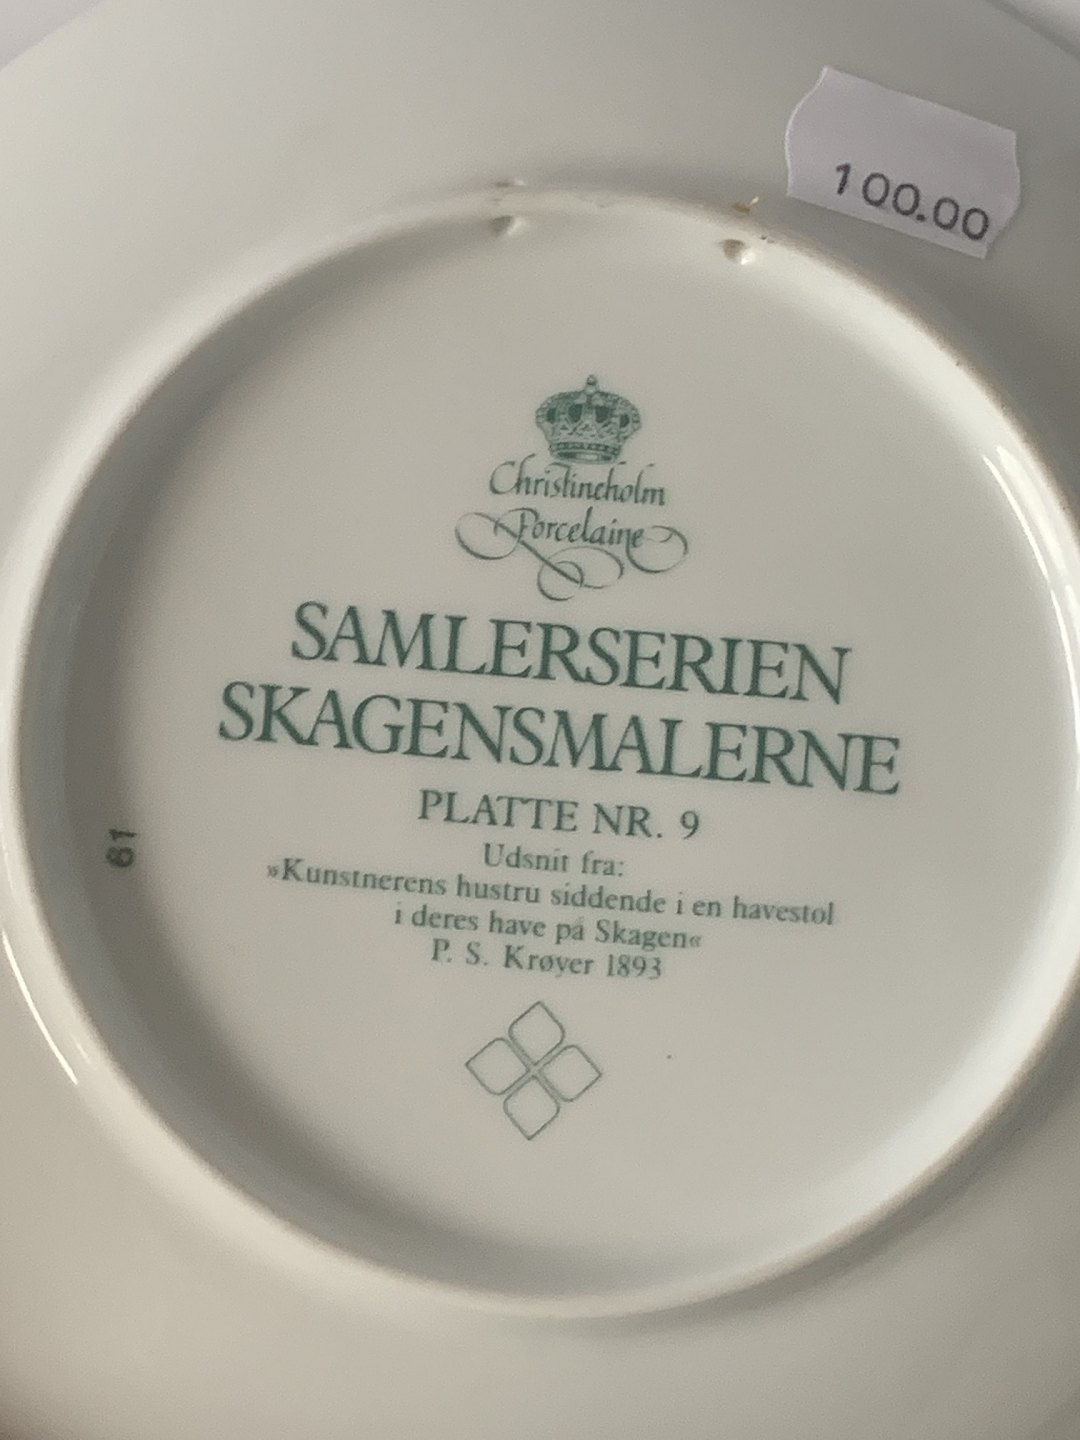 100.00
Christineholm
Porcelaine
SAMLERSERIEN
SKAGENSMALERNE
PLATTE NR. 9
Udsnit fra:
»Kunstnerens hustru siddende i en havestol
i deres have på Skagen«
P. S. Krøyer 1893
61